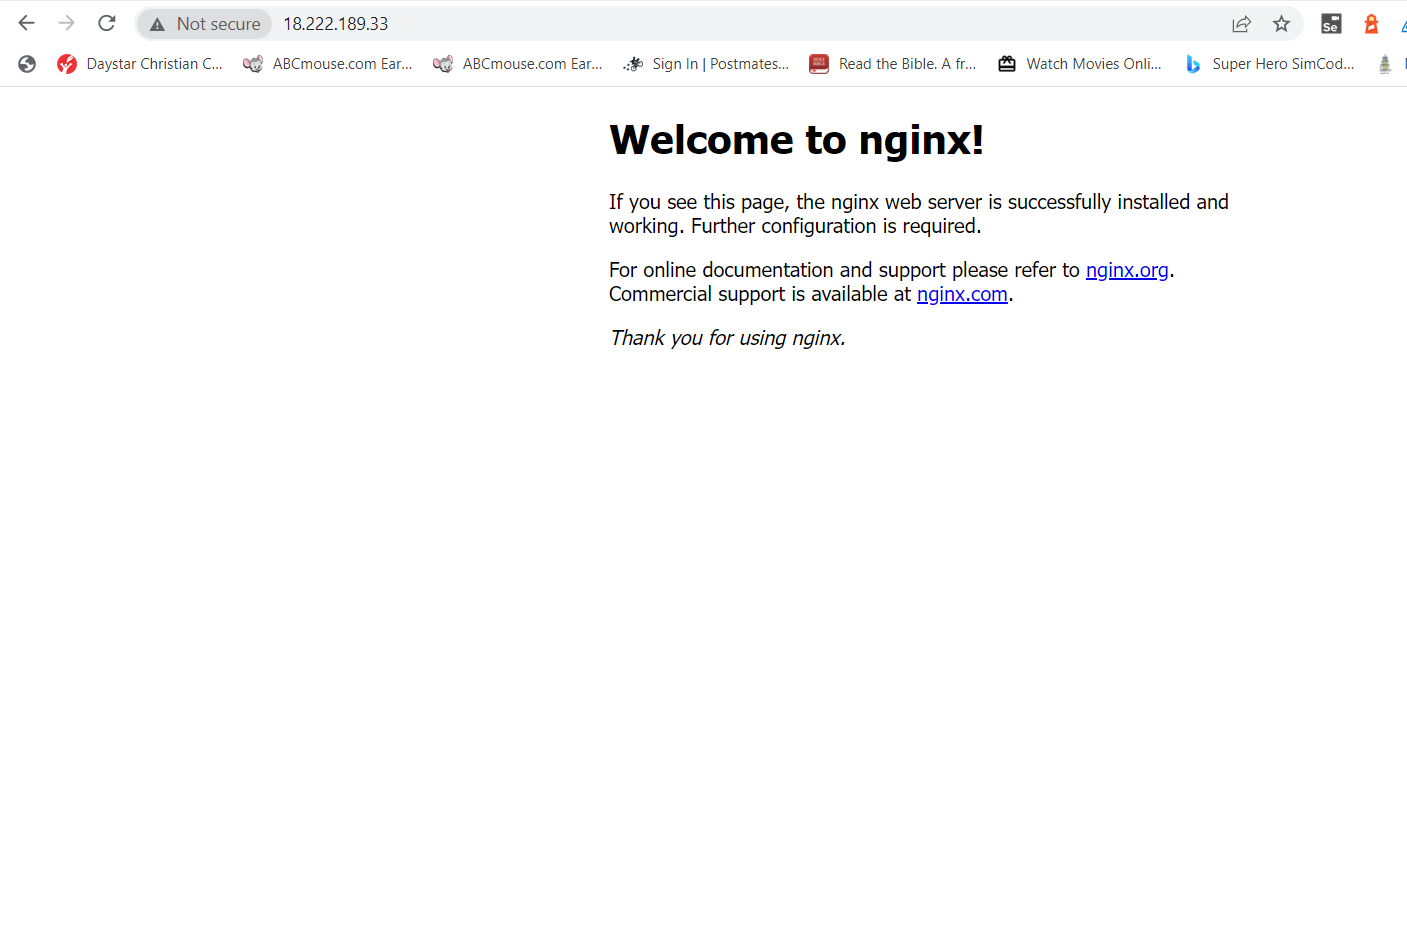 Not secure 18.222.189.33
Daystar Christian C... ABCmouse.com Ear... ABCmouse.com Ear... Sign In | Postmates... Read the Bible. A fr... Watch Movies Onli... Super Hero SimCod...
Welcome to nginx!
If you see this page, the nginx web server is successfully installed and
working. Further configuration is required.
For online documentation and support please refer to nginx.org.
Commercial support is available at nginx.com.
Thank you for using nginx.